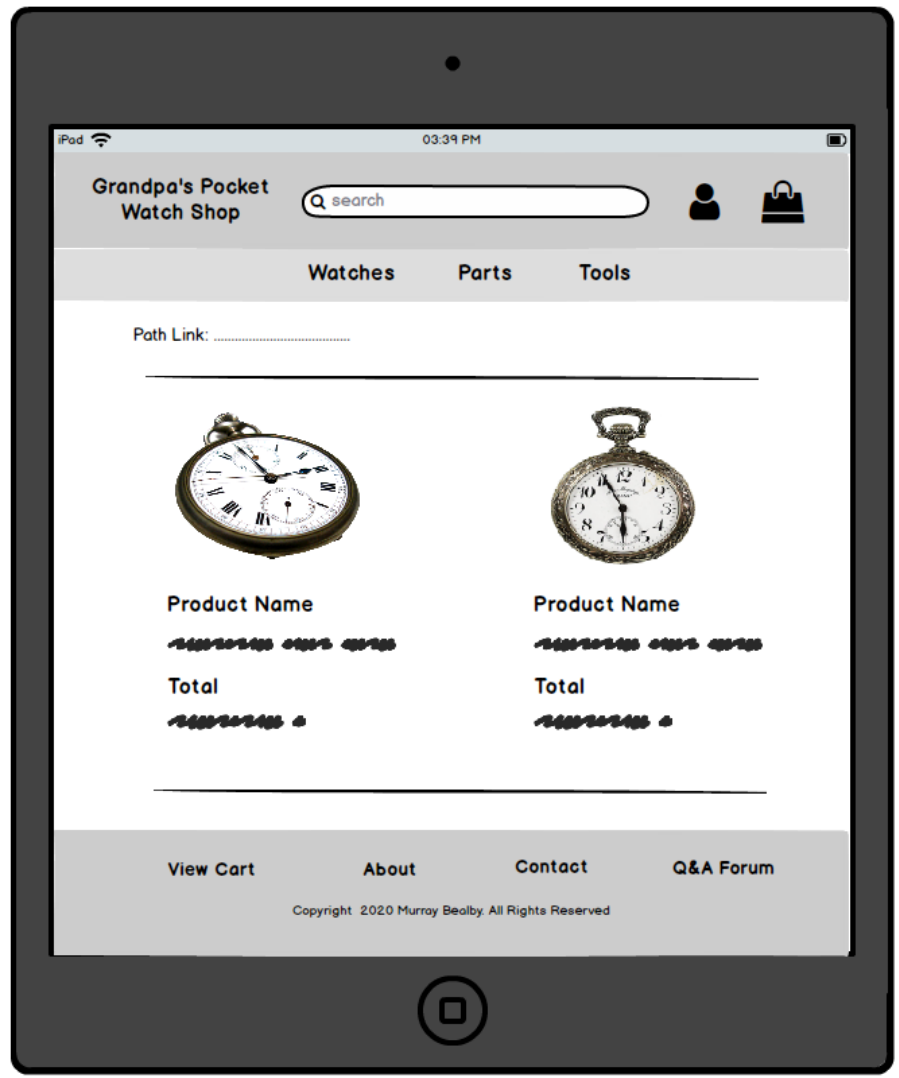 iPad
03:39 PM
Grandpa's Pocket
Watch Shop
search
Watches Parts Tools
Path Link: ......................................
Product Name Product Name
Total Total
View Cart About Contact Q&A Forum
Copyright 2020 Murray Bealby. All Rights Reserved